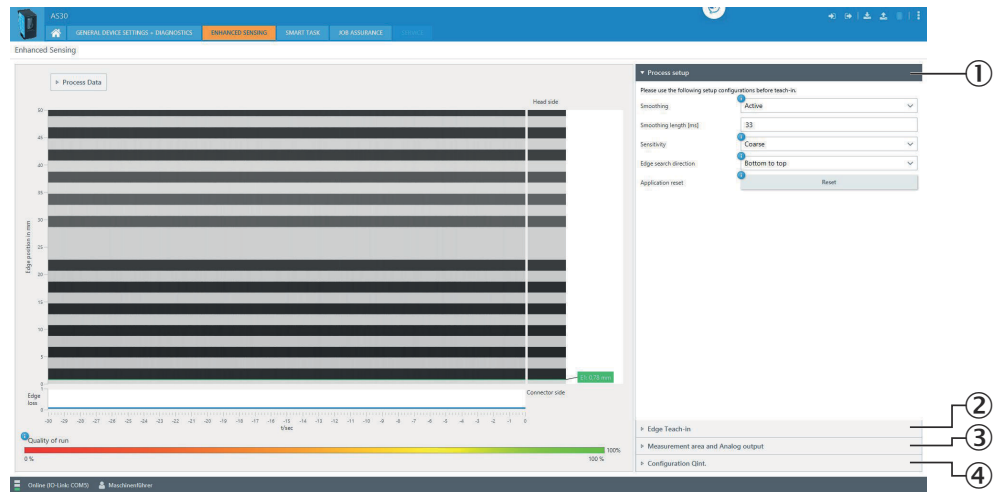 AS30
GENERAL DEVICE SETTINGS + DIAGNOSTICS
ENHANCED SENSING
SMART TASK
JOB ASSURANCE
Enhanced Sensing
Process Data
Head side
50
45
40
35
30
25
20
15
10
5
0
Edge position in mm
E1: 0.78 mm
Connector side
1
Edge
loss
0
-30 -29 -28 -27 -26 -25 -24 -23 -22 -21 -20 -19 -18 -17 -16 -15 -14 -13 -12 -11 -10 -9 -8 -7 -6 -5 -4 -3 -2 -1 0
t/sec
Quality of run
100%
0 %
100 %
Process setup
Please use the following setup configurations before teach-in.
Smoothing
Active
Smoothing length [ms]
33
Sensitivity
Coarse
Edge search direction
Bottom to top
Application reset
Reset
Edge Teach-in
Measurement area and Analog output
Configuration Qint.
1
2
3
4
Online (IO-Link: COM5)
Maschinenführer